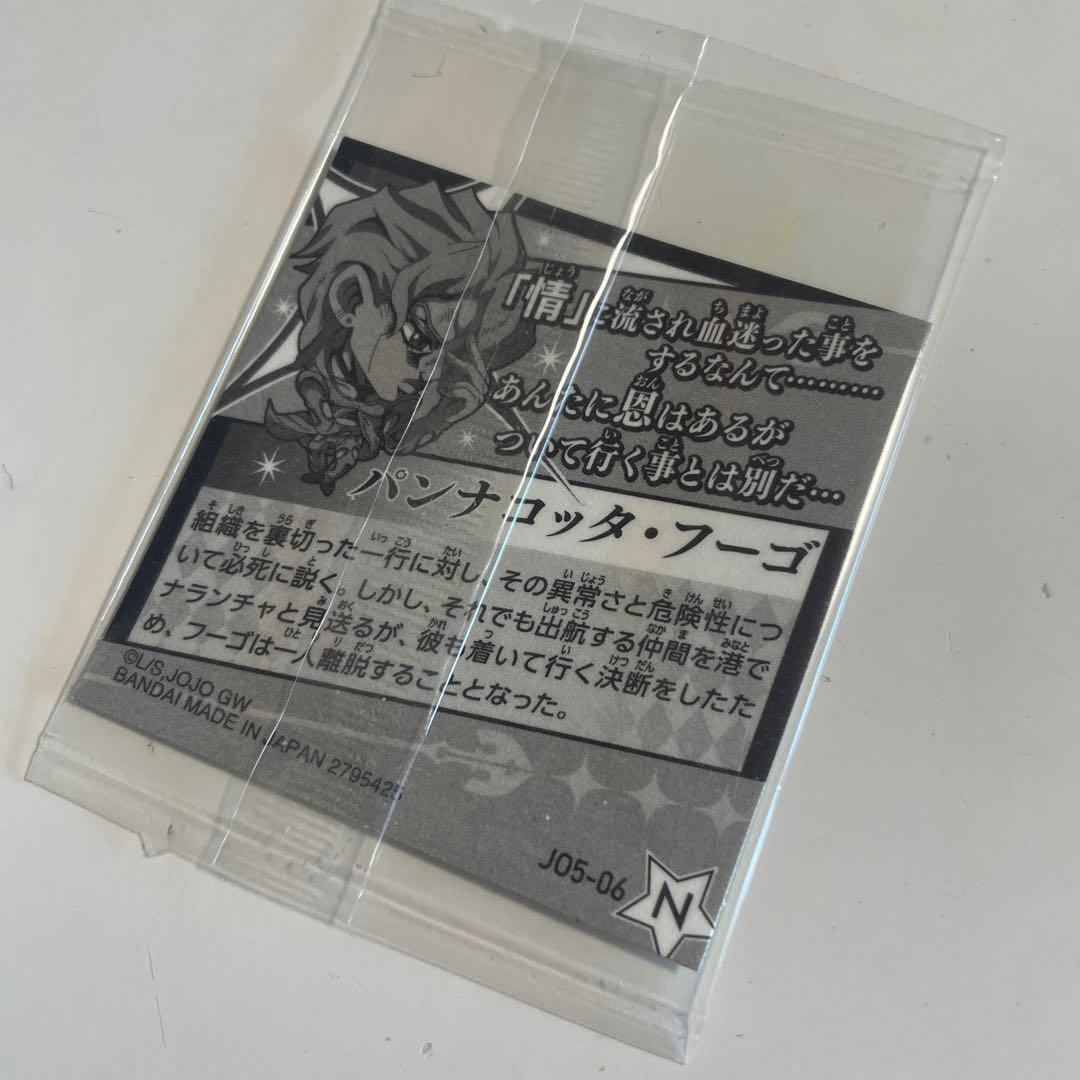 「情」に流され血迷った事を
するなんて………
あんたに恩はあるが
ついて行く事とは別だ…
パンナコッタ・フーゴ
組織を裏切った一行に対し、その異常さと危険性につ
いて必死に説く。しかし、それでも出航する仲間を港で
ナランチャと見送るが、彼も着いて行く決断をしたた
め、フーゴは一人離脱することとなった。
©L/S,JOJO GW
BANDAI MADE IN JAPAN 2795425
JO5-06
N